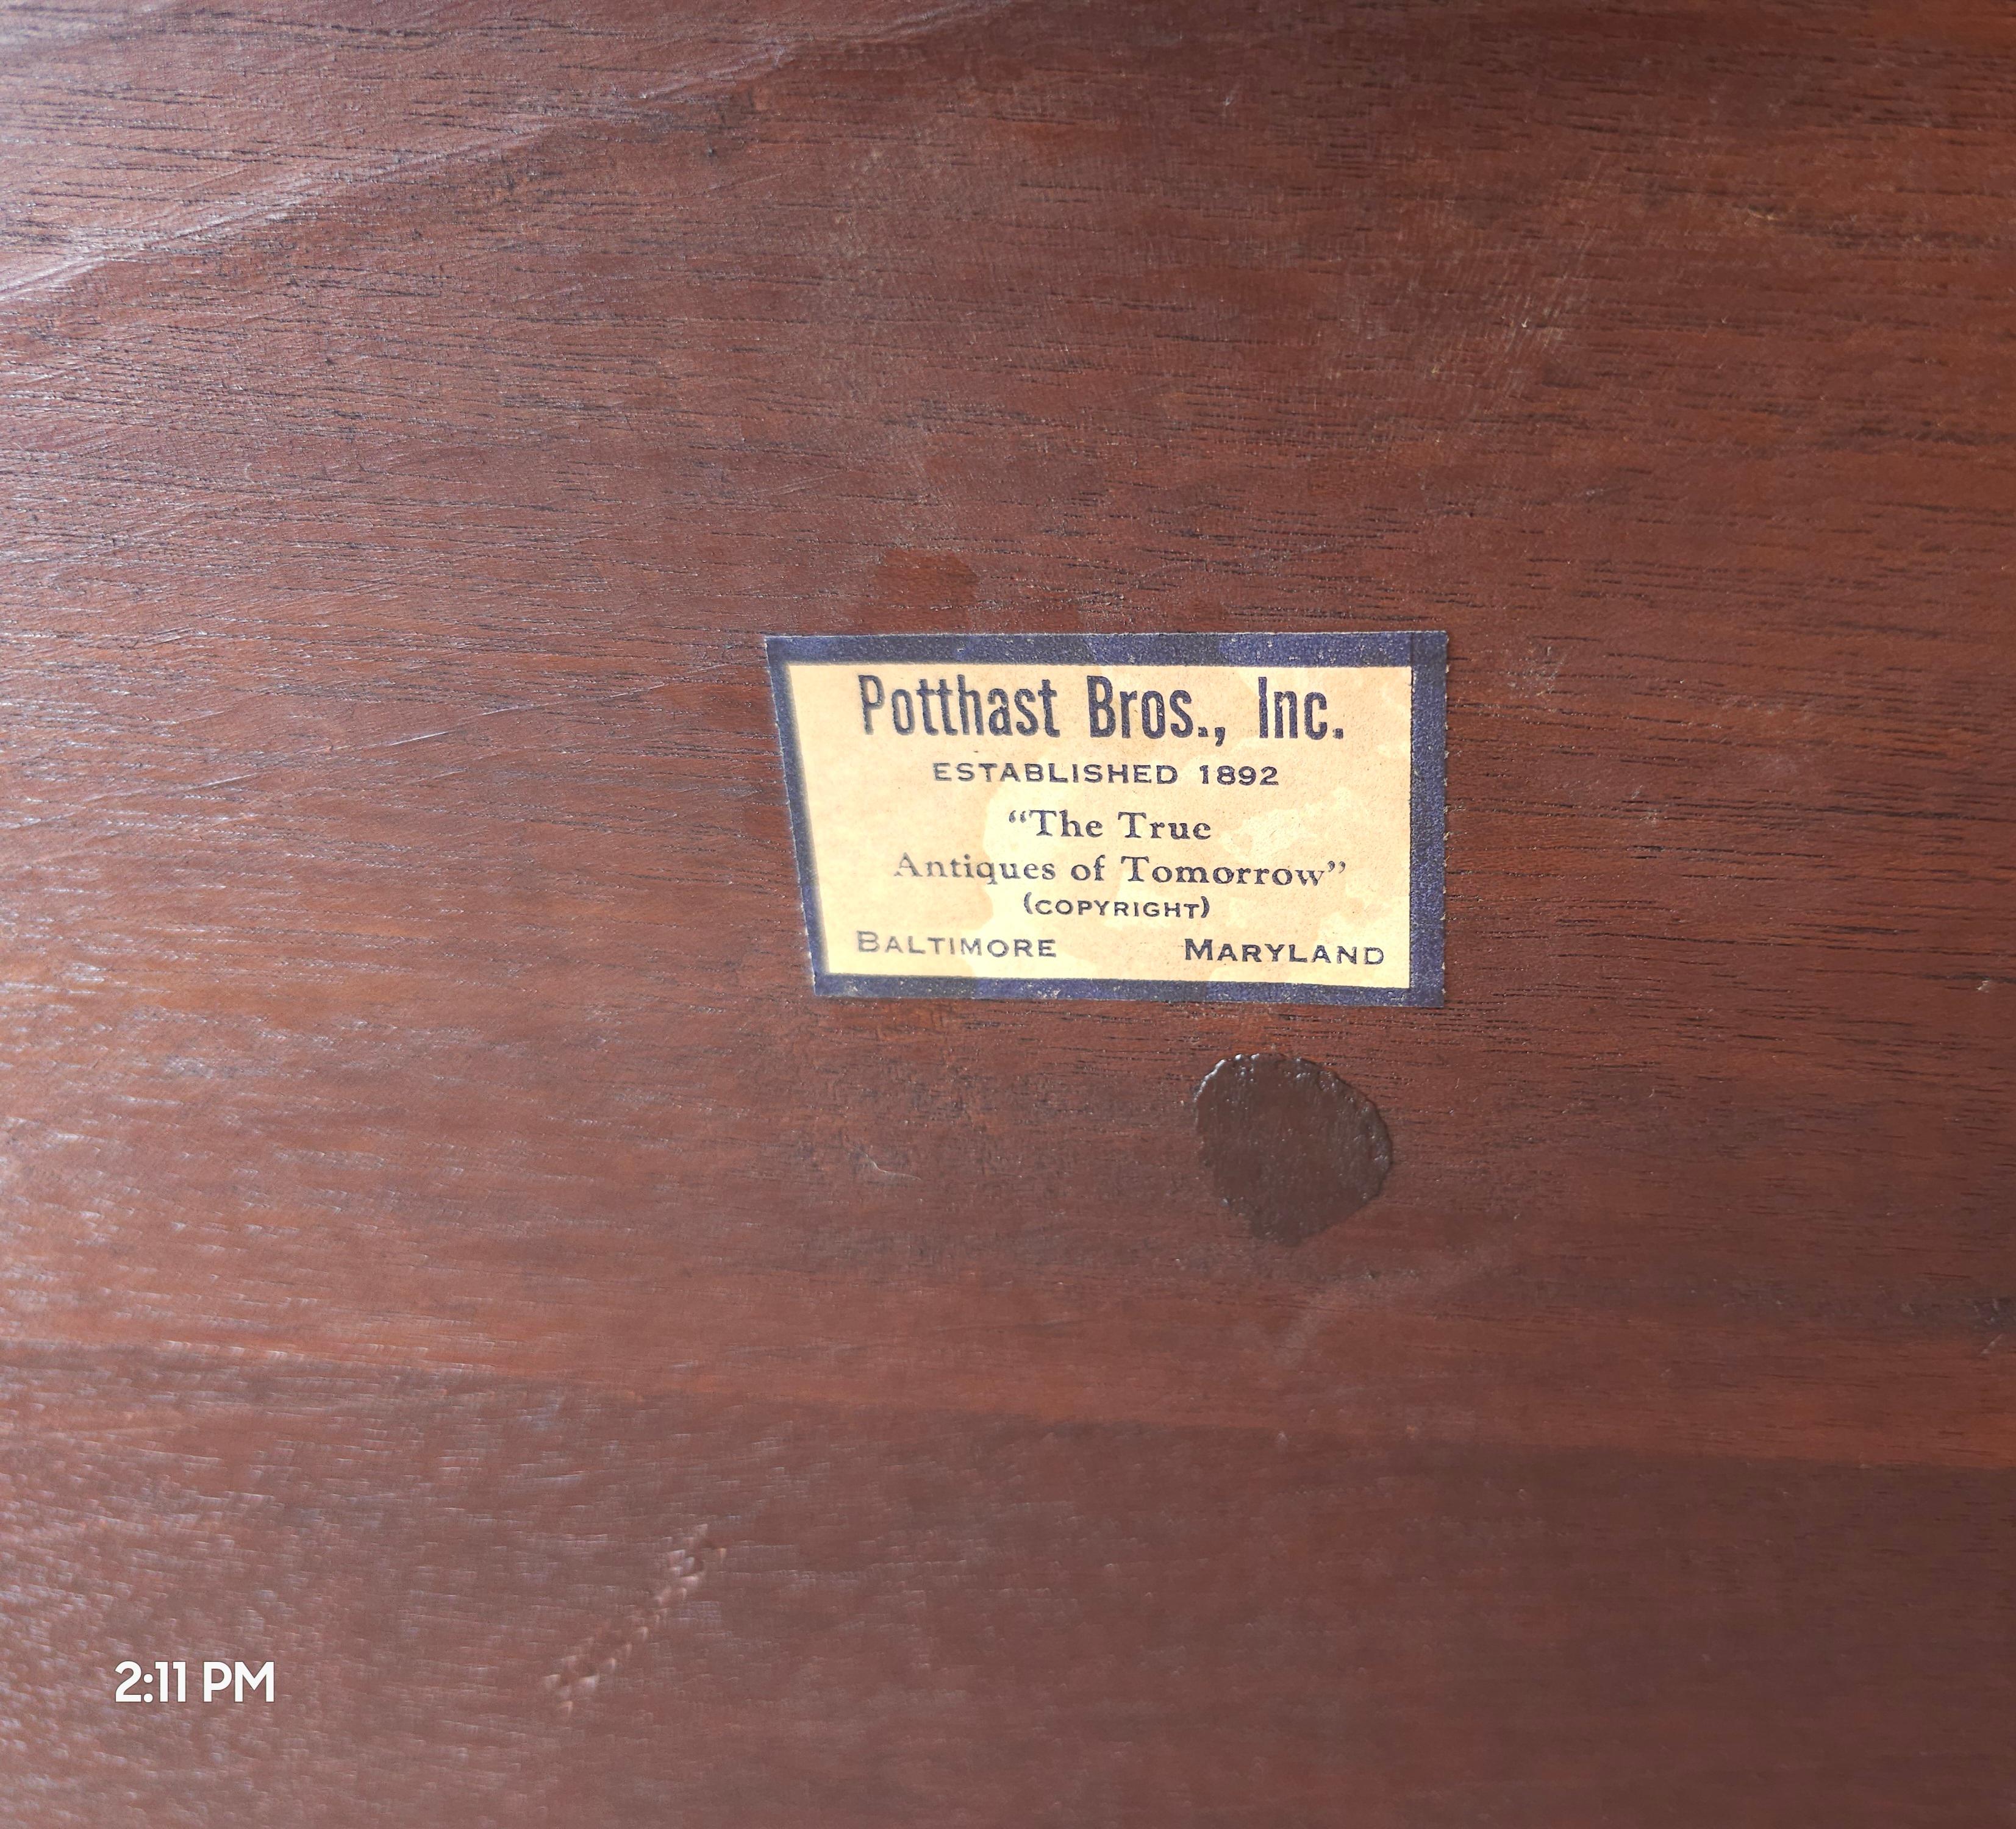 Potthast Bros., Inc.
ESTABLISHED 1892
“The True
Antiques of Tomorrow”
(COPYRIGHT)
BALTIMORE MARYLAND
2:11 PM